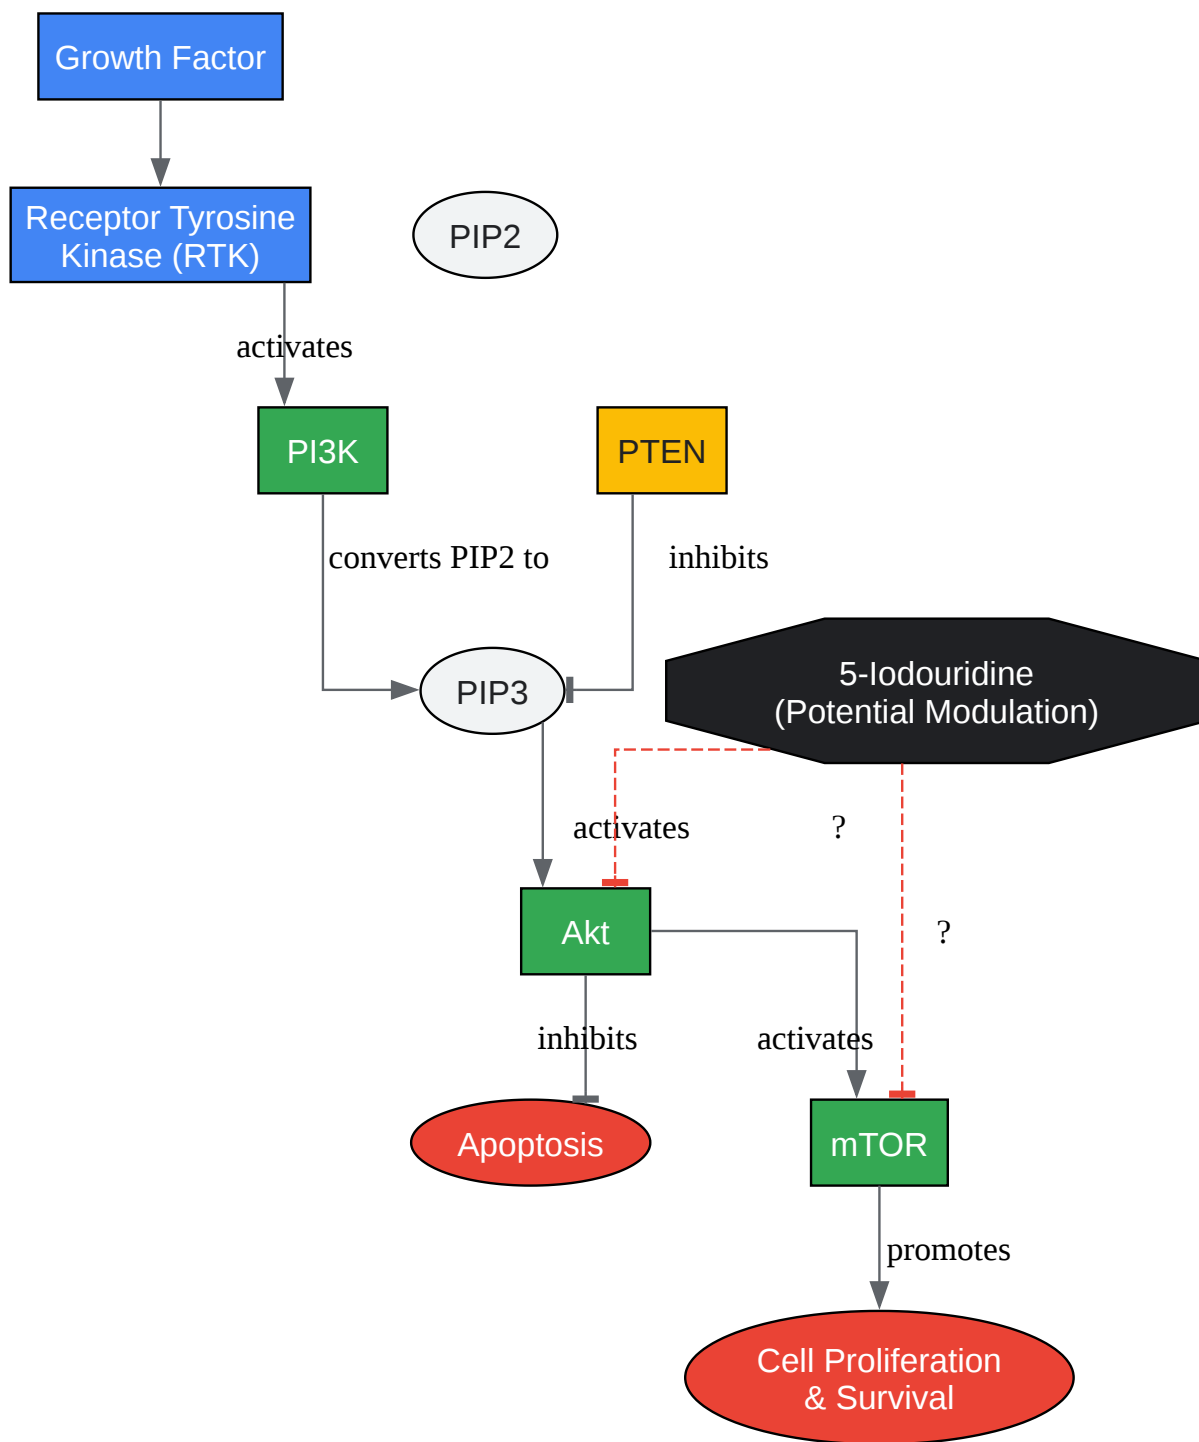 Growth Factor
Receptor Tyrosine
Kinase (RTK)
PIP2
activates
PI3K
PTEN
converts PIP2 to
inhibits
5-Iodouridine
(Potential Modulation)
PIP3
activates
?
Akt
?
inhibits
activates
Apoptosis
mTOR
promotes
Cell Proliferation
& Survival